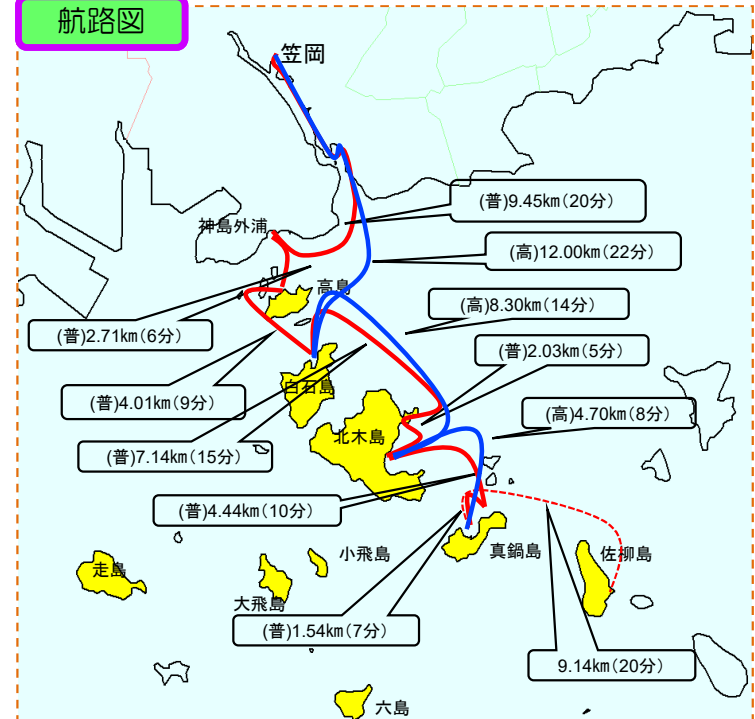 航路図
笠岡
(普)9.45km(20分)
神島外浦
(高)12.00km(22分)
高島
(高)8.30km(14分)
(普)2.71km(6分)
(普)2.03km(5分)
白石島
(普)4.01km(9分)
(高)4.70km(8分)
北木島
(普)7.14km(15分)
(普)4.44km(10分)
小飛島
真鍋島
佐柳島
走島
大飛島
(普)1.54km(7分)
9.14km(20分)
六島